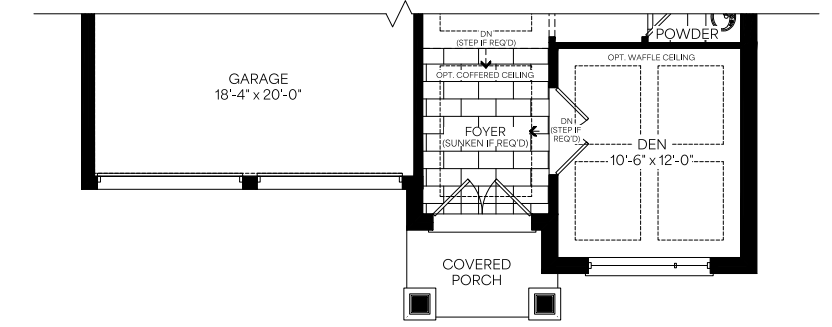 POWDER
DN
(STEP IF REQ'D)
OPT. WAFFLE CEILING
OPT. COFFERED CEILING
GARAGE
18'-4" x 20'-0"
FOYER
(SUNKEN IF REQ'D)
DN
(STEP IF
REQ'D)
DEN
10'-6" x 12'-0"
COVERED
PORCH